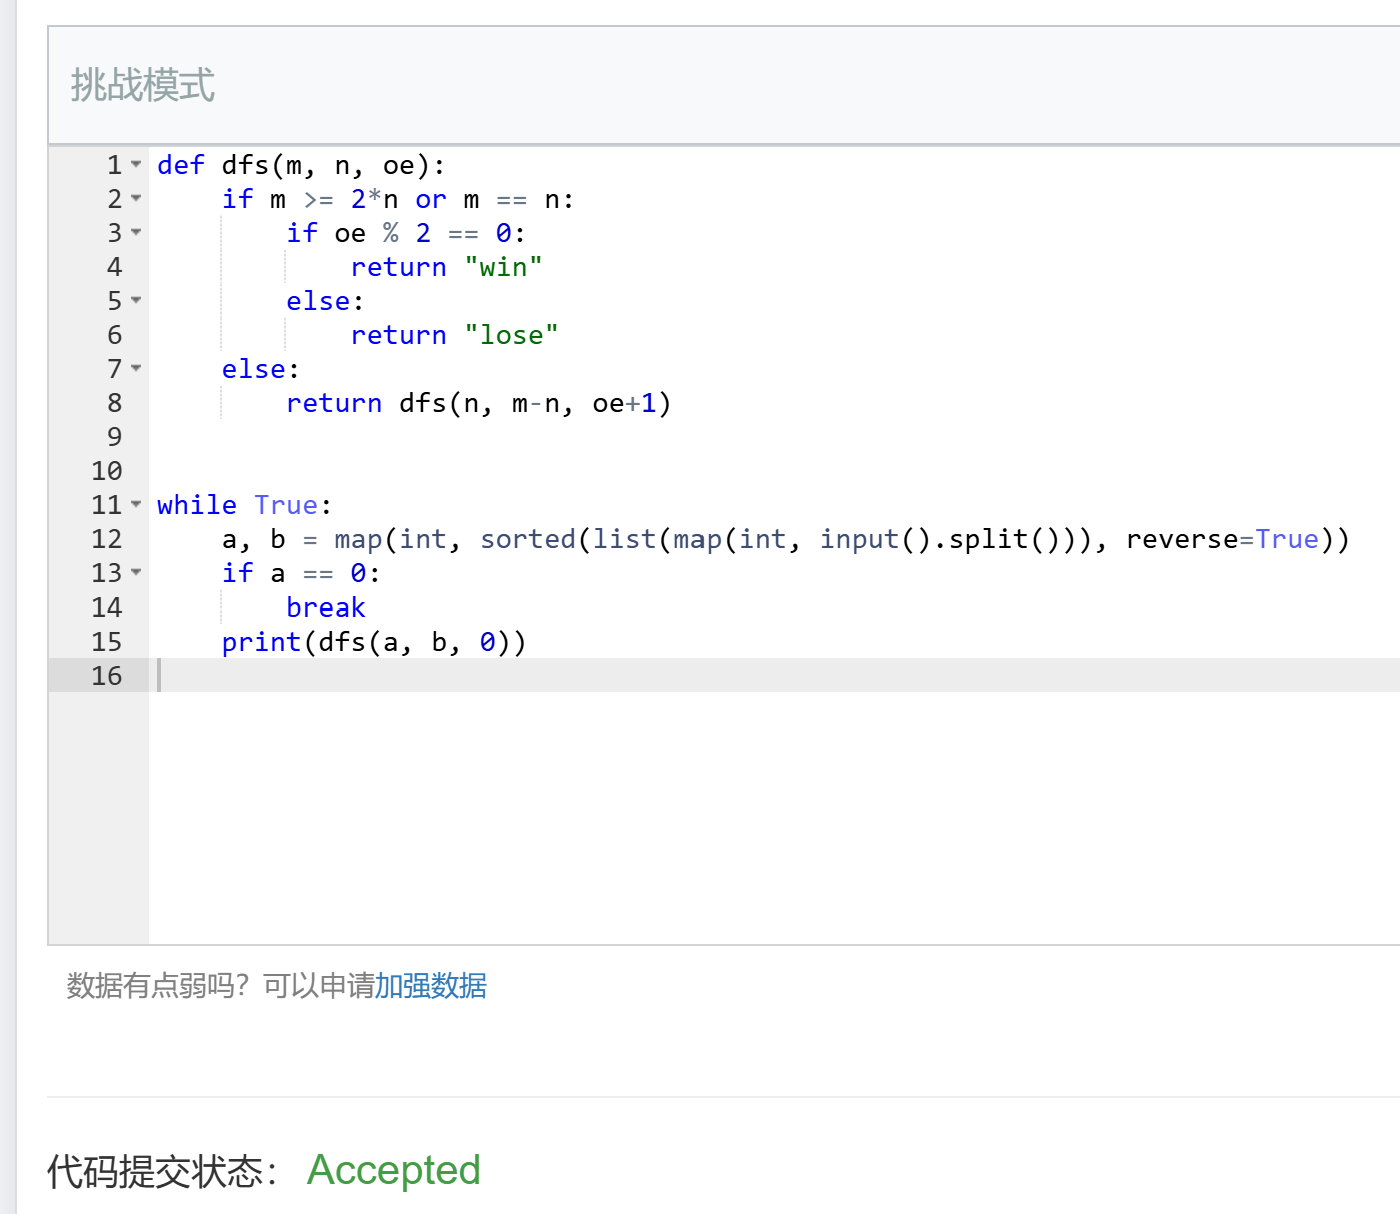 挑战模式
1 def dfs(m, n, oe):
2     if m >= 2*n or m == n:
3         if oe % 2 == 0:
4             return "win"
5         else:
6             return "lose"
7     else:
8         return dfs(n, m-n, oe+1)
9
10
11 while True:
12     a, b = map(int, sorted(list(map(int, input().split())), reverse=True))
13     if a == 0:
14         break
15     print(dfs(a, b, 0))
16
数据有点弱吗？可以申请加强数据
代码提交状态： Accepted